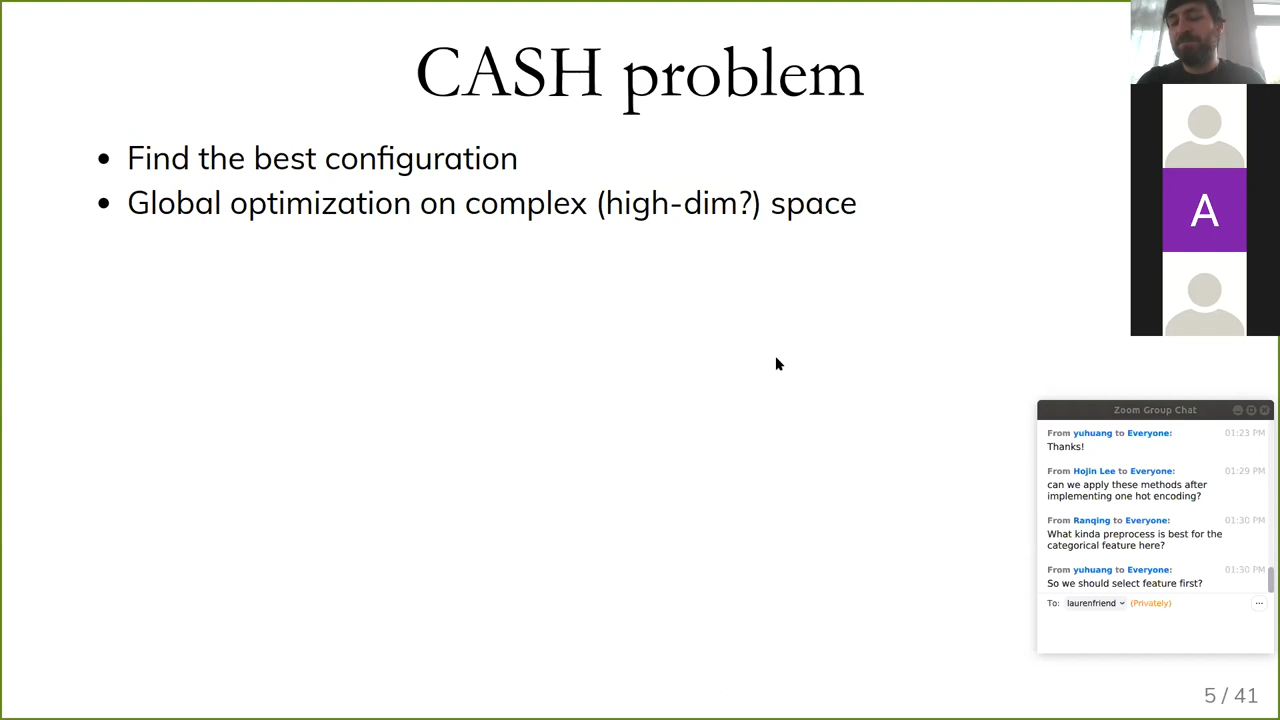 CASH problem
• Find the best configuration
• Global optimization on complex (high-dim?) space
A
Zoom Group Chat
From yuhuang to Everyone: 01:23 PM
Thanks!
From Hojin Lee to Everyone: 01:29 PM
can we apply these methods after
implementing one hot encoding?
From Ranqing to Everyone: 01:30 PM
What kinda preprocess is best for the
categorical feature here?
From yuhuang to Everyone: 01:30 PM
So we should select feature first?
To: laurenfriend (Privately) ...
5 / 41